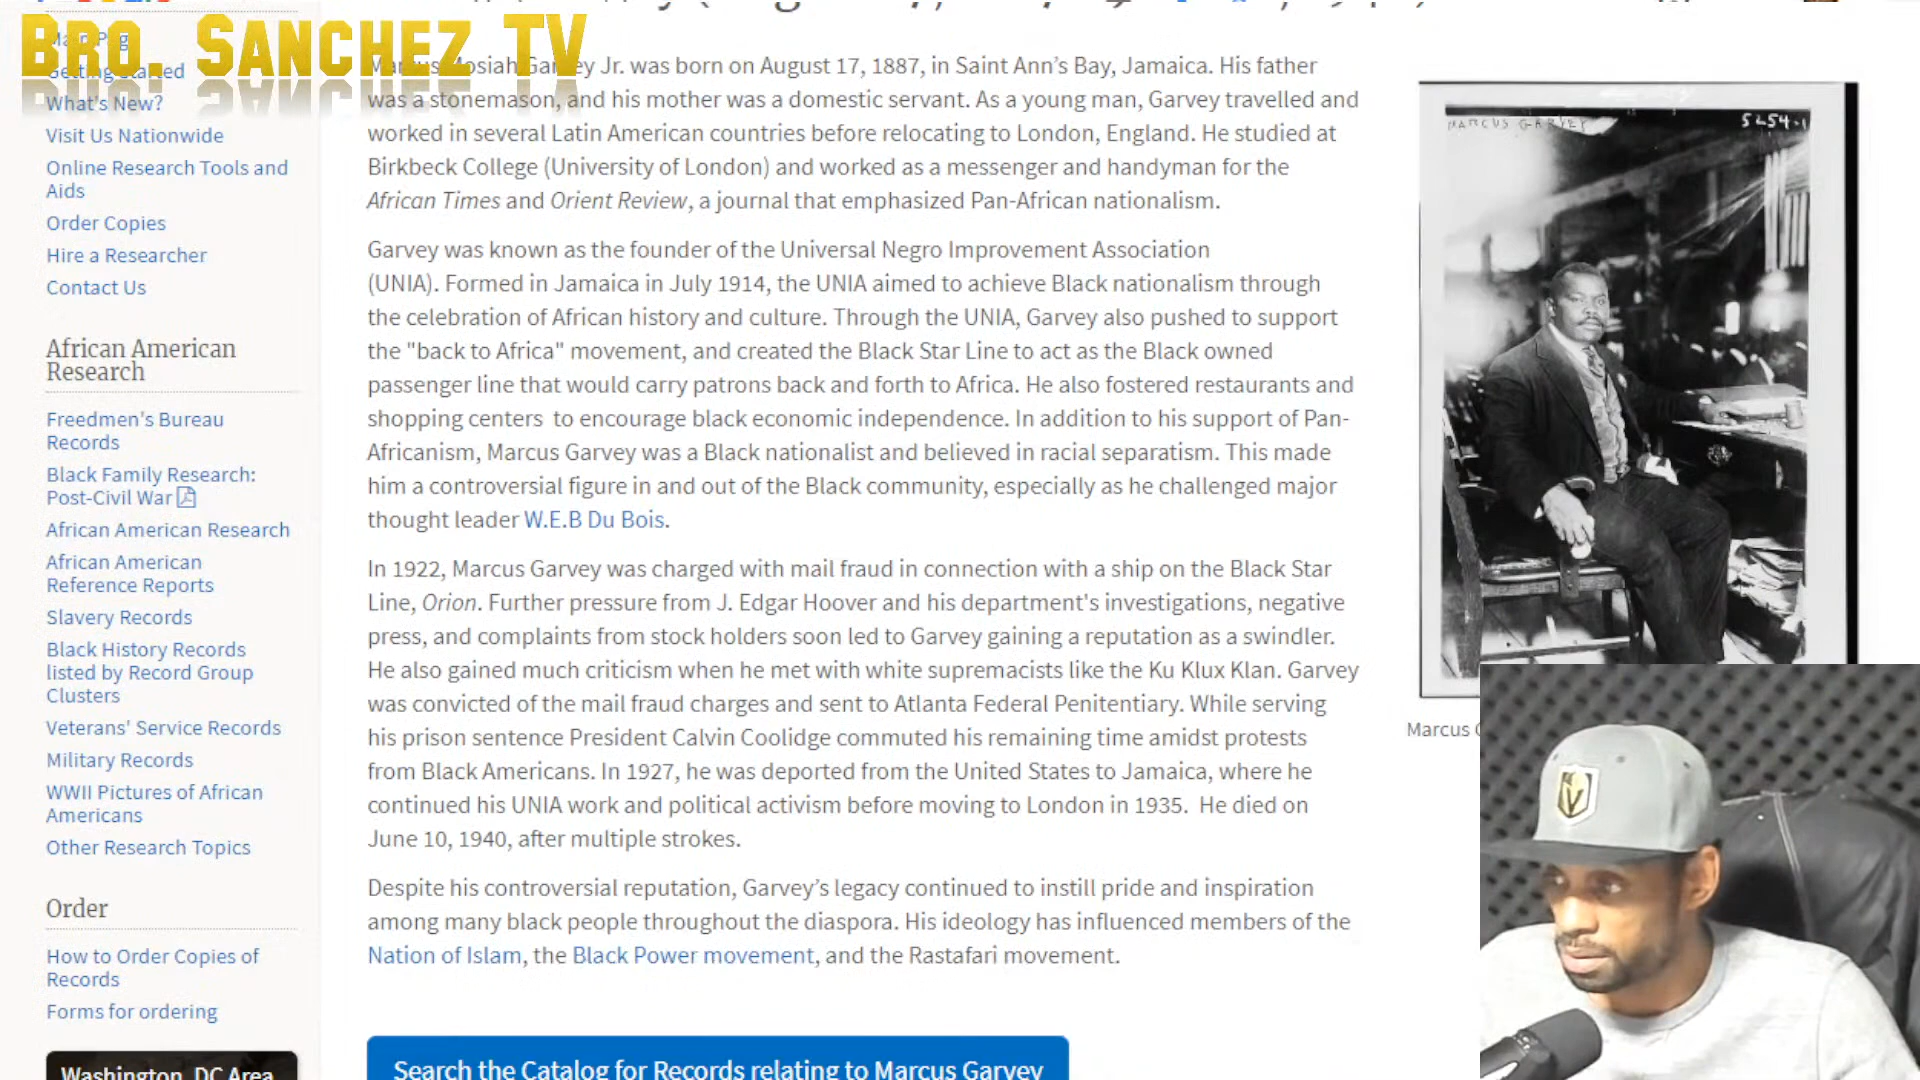 BRO. SANCHEZ TV
Main Page
Getting Started
What's New?
Visit Us Nationwide
Online Research Tools and
Aids
Order Copies
Hire a Researcher
Contact Us
African American
Research
Freedmen's Bureau
Records
Black Family Research:
Post-Civil War
African American Research
African American
Reference Reports
Slavery Records
Black History Records
listed by Record Group
Clusters
Veterans' Service Records
Military Records
WWII Pictures of African
Americans
Other Research Topics
Order
How to Order Copies of
Records
Forms for ordering
Washington, DC Area
Marcus Mosiah Garvey Jr. was born on August 17, 1887, in Saint Ann’s Bay, Jamaica. His father
was a stonemason, and his mother was a domestic servant. As a young man, Garvey travelled and
worked in several Latin American countries before relocating to London, England. He studied at
Birkbeck College (University of London) and worked as a messenger and handyman for the
African Times and Orient Review, a journal that emphasized Pan-African nationalism.
Garvey was known as the founder of the Universal Negro Improvement Association
(UNIA). Formed in Jamaica in July 1914, the UNIA aimed to achieve Black nationalism through
the celebration of African history and culture. Through the UNIA, Garvey also pushed to support
the "back to Africa" movement, and created the Black Star Line to act as the Black owned
passenger line that would carry patrons back and forth to Africa. He also fostered restaurants and
shopping centers to encourage black economic independence. In addition to his support of Pan-
Africanism, Marcus Garvey was a Black nationalist and believed in racial separatism. This made
him a controversial figure in and out of the Black community, especially as he challenged major
thought leader W.E.B Du Bois.
In 1922, Marcus Garvey was charged with mail fraud in connection with a ship on the Black Star
Line, Orion. Further pressure from J. Edgar Hoover and his department's investigations, negative
press, and complaints from stock holders soon led to Garvey gaining a reputation as a swindler.
He also gained much criticism when he met with white supremacists like the Ku Klux Klan. Garvey
was convicted of the mail fraud charges and sent to Atlanta Federal Penitentiary. While serving
his prison sentence President Calvin Coolidge commuted his remaining time amidst protests
from Black Americans. In 1927, he was deported from the United States to Jamaica, where he
continued his UNIA work and political activism before moving to London in 1935. He died on
June 10, 1940, after multiple strokes.
Despite his controversial reputation, Garvey’s legacy continued to instill pride and inspiration
among many black people throughout the diaspora. His ideology has influenced members of the
Nation of Islam, the Black Power movement, and the Rastafari movement.
Search the Catalog for Records relating to Marcus Garvey
MARCUS GARVEY
5254-1
Marcus